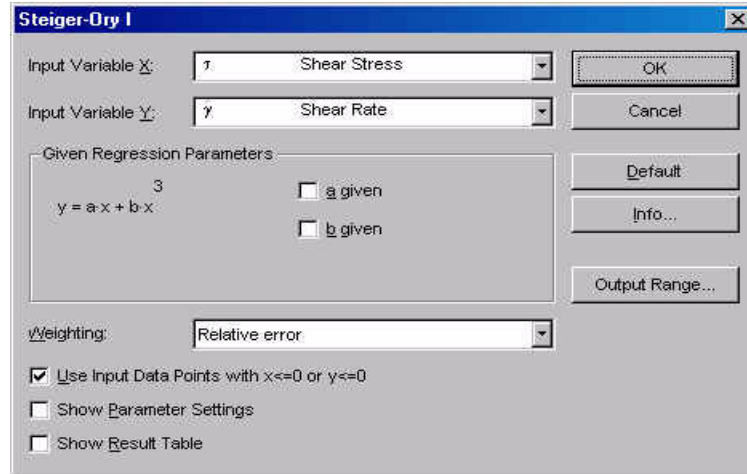 Steiger-Ory I
Input Variable X: τ Shear Stress
OK
Input Variable Y: γ Shear Rate
Cancel
Given Regression Parameters
y = a·x + b·x³
a given
b given
Default
Info...
Output Range...
Weighting: Relative error
Use Input Data Points with x<=0 or y<=0
Show Parameter Settings
Show Result Table